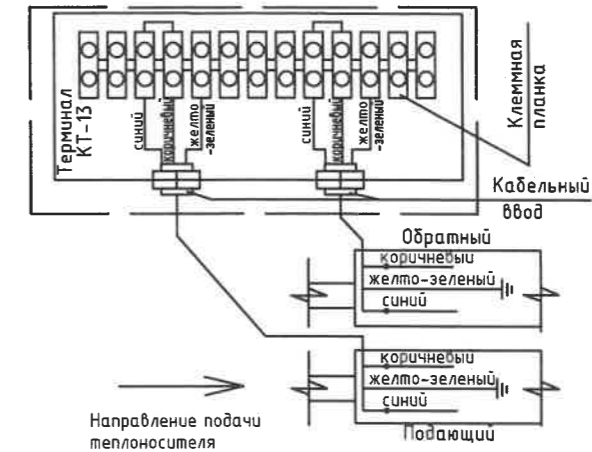 Терминал
КТ-13
синий
коричневый
желто
-зеленый
синий
коричневый
желто
-зеленый
Клеммная
планка
Кабельный
ввод
Обратный
коричневый
желто-зеленый
синий
коричневый
желто-зеленый
синий
Подающий
Направление подачи
теплоносителя